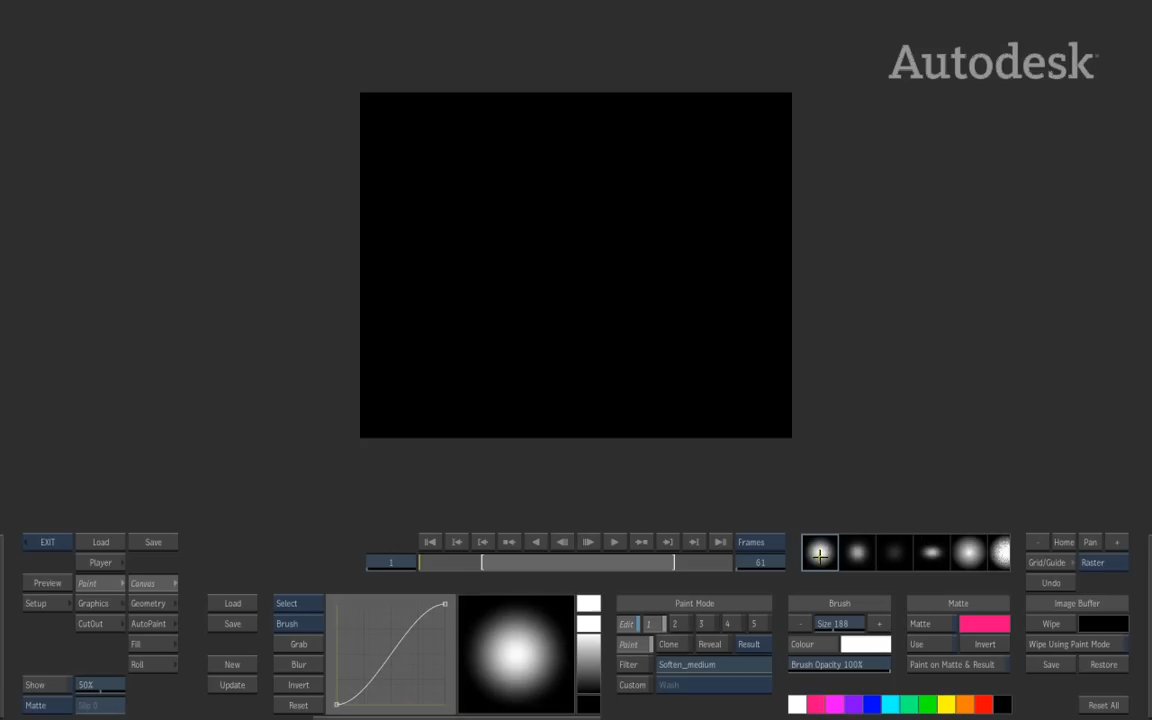 Autodesk
EXIT Load Save
Player
Preview Paint Canvas
Setup Graphics Geometry
CutOut AutoPaint
Fill
Roll
Show 50%
Matte Slip 0
Load
Save
New
Update
Select
Brush
Grab
Blur
Invert
Reset
Frames
1 61
Paint Mode
Edit 1 2 3 4 5
Paint Clone Reveal Result
Filter Soften_medium
Custom Wash
Brush
- Size 188 +
Colour
Brush Opacity 100%
Matte
Matte
Use Invert
Paint on Matte & Result
- Home Pan +
Grid/Guide Raster
Undo
Image Buffer
Wipe
Wipe Using Paint Mode
Save Restore
Reset All